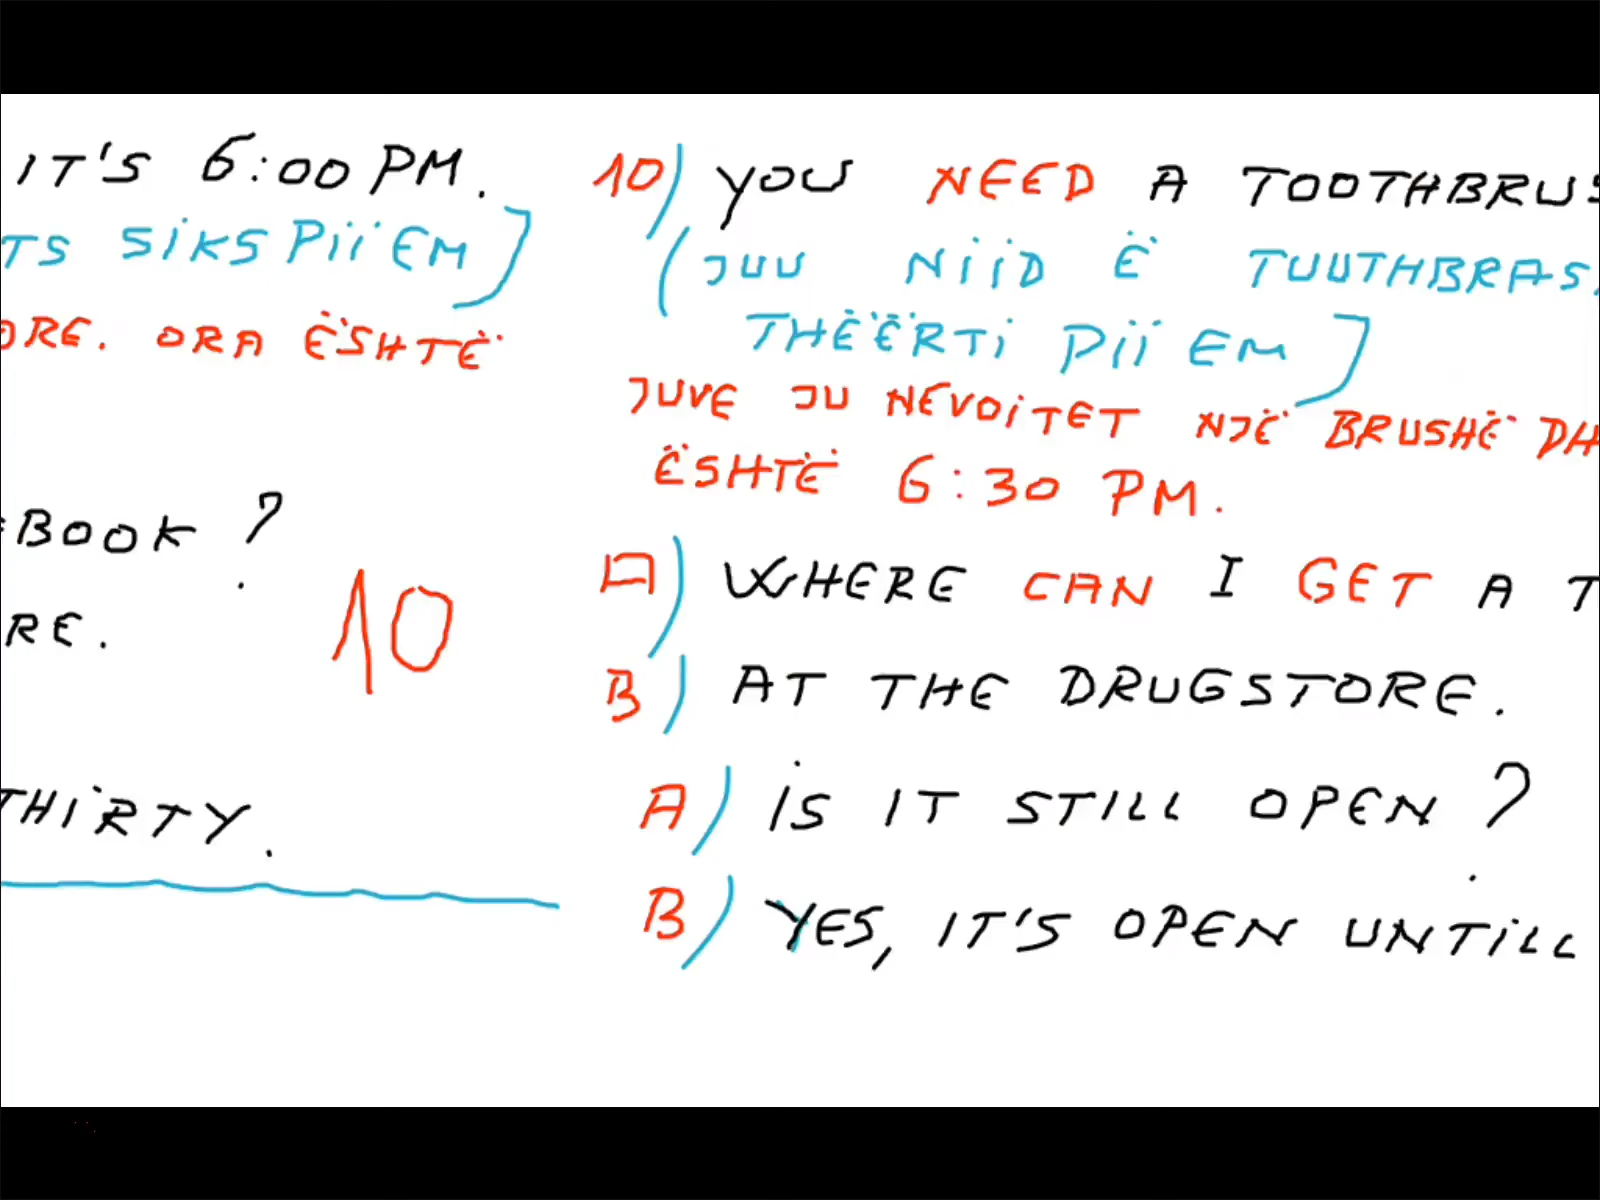 IT'S 6:00 PM.
TS SIKS PII EM]
ORE. ORA ËSHTË
BOOK ?
RE.
10
THIRTY.
10) YOU NEED A TOOTHBRUS
(JUU NIID Ë TUUTHBRAS
THËËRTI PII EM]
JUVE JU NEVOITET NJË BRUSHË DH
ËSHTË 6:30 PM.
A) WHERE CAN I GET A T
B) AT THE DRUGSTORE.
A) IS IT STILL OPEN ?
B) YES, IT'S OPEN UNTILL